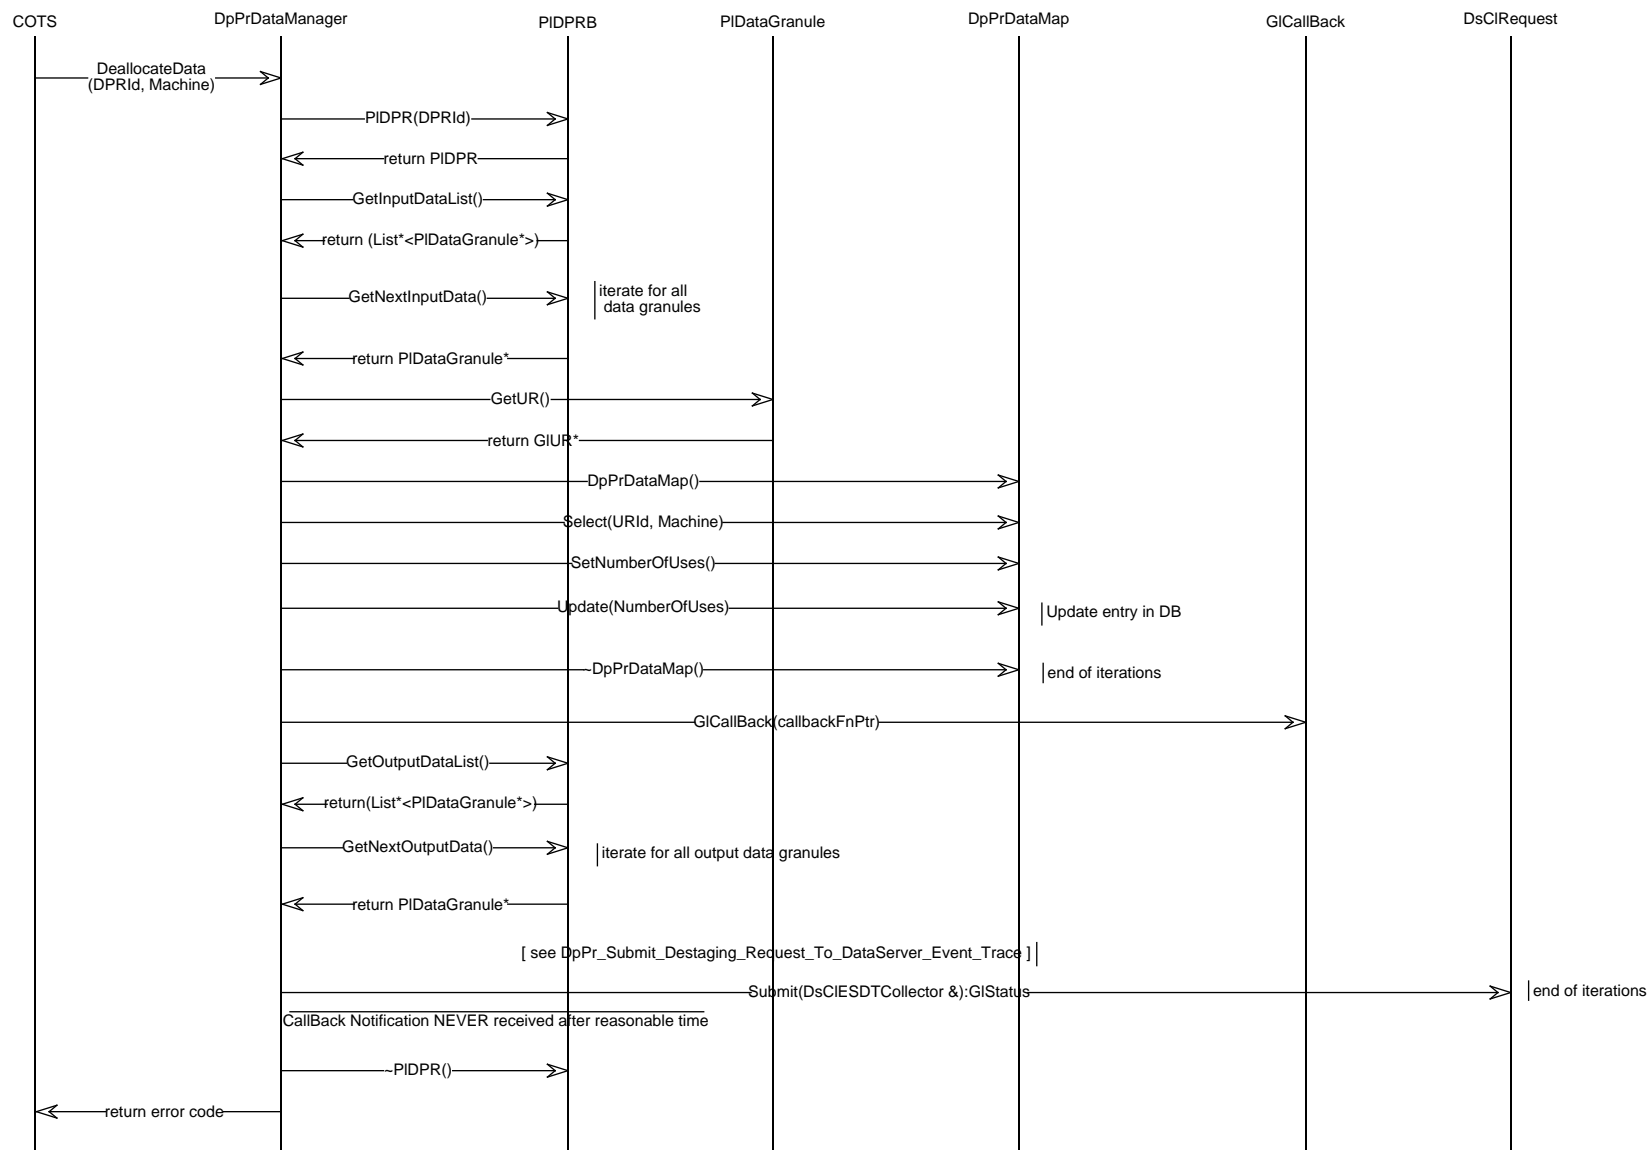 COTS
DpPrDataManager
PlDPRB
PlDataGranule
DpPrDataMap
GlCallBack
DsClRequest
DeallocateData
(DPRId, Machine)
PlDPR(DPRId)
return PlDPR
GetInputDataList()
return (List*<PlDataGranule*>)
GetNextInputData()
iterate for all
data granules
return PlDataGranule*
GetUR()
return GlUR*
DpPrDataMap()
Select(URId, Machine)
SetNumberOfUses()
Update(NumberOfUses)
Update entry in DB
~DpPrDataMap()
end of iterations
GlCallBack(callbackFnPtr)
GetOutputDataList()
return(List*<PlDataGranule*>)
GetNextOutputData()
iterate for all output data granules
return PlDataGranule*
[ see DpPr_Submit_Destaging_Request_To_DataServer_Event_Trace ]
Submit(DsClESDTCollector &):GlStatus
end of iterations
CallBack Notification NEVER received after reasonable time
~PlDPR()
return error code